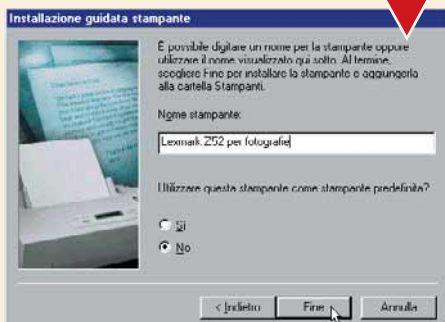 Installazione guidata stampante
È possibile digitare un nome per la stampante oppure
utilizzare il nome visualizzato qui sotto. Al termine,
scegliere Fine per installare la stampante e aggiungerla
alla cartella Stampanti.
Nome stampante:
Lexmark Z52 per fotografie
Utilizzare questa stampante come stampante predefinita?
Sì
No
< Indietro
Fine
Annulla